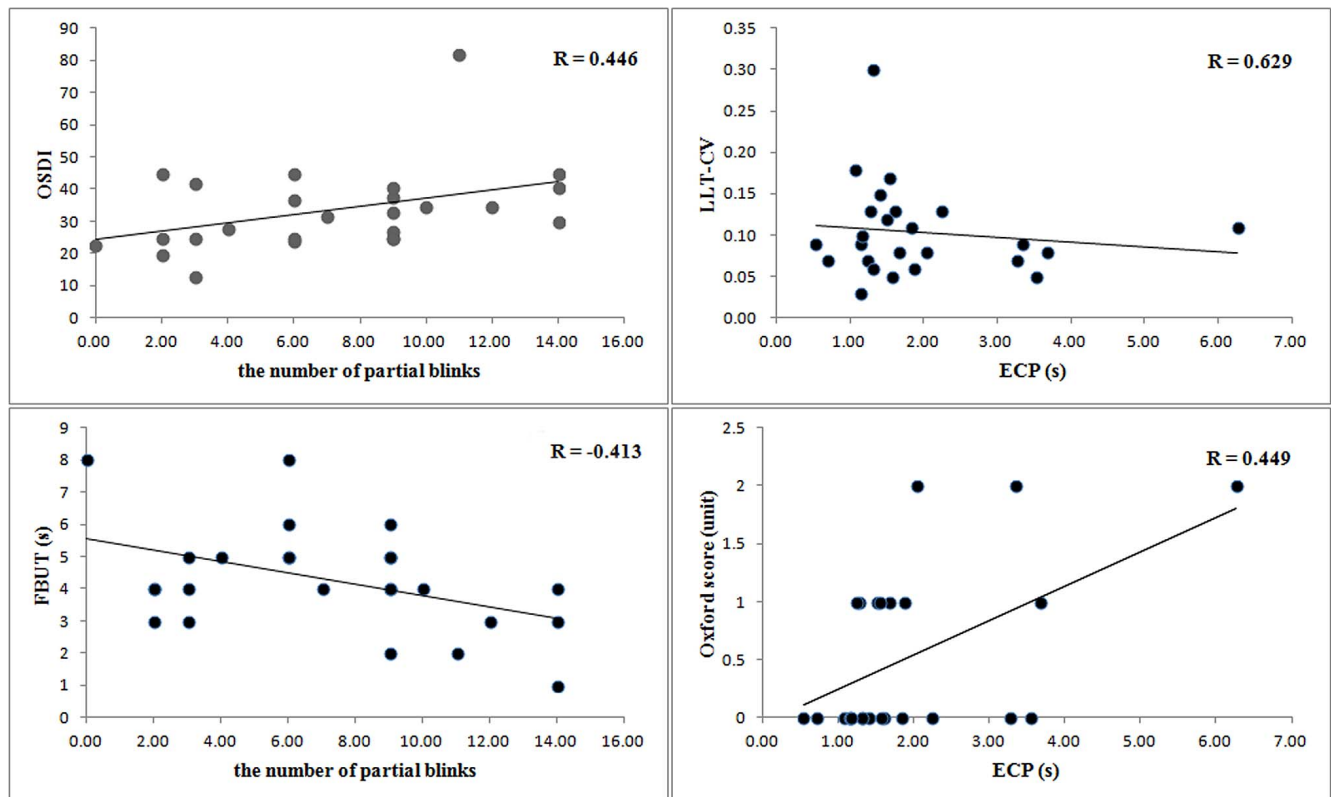 R = 0.446
OSDI
90
80
70
60
50
40
30
20
10
0
0.00 2.00 4.00 6.00 8.00 10.00 12.00 14.00 16.00
the number of partial blinks
R = 0.629
LLT-CV
0.35
0.30
0.25
0.20
0.15
0.10
0.05
0.00
0.00 1.00 2.00 3.00 4.00 5.00 6.00 7.00
ECP (s)
R = -0.413
FBUT (s)
9
8
7
6
5
4
3
2
1
0
0.00 2.00 4.00 6.00 8.00 10.00 12.00 14.00 16.00
the number of partial blinks
R = 0.449
Oxford score (unit)
2.5
2
1.5
1
0.5
0
0.00 1.00 2.00 3.00 4.00 5.00 6.00 7.00
ECP (s)